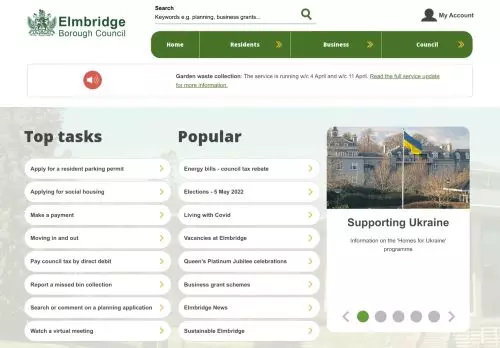 Elmbridge
Borough Council
Search
Keywords e.g. planning, business grants...
My Account
Home
Residents
Business
Council
Garden waste collection: The service is running w/c 4 April and w/c 11 April. Read the full service update
for more information.
Top tasks
Apply for a resident parking permit
Applying for social housing
Make a payment
Moving in and out
Pay council tax by direct debit
Report a missed bin collection
Search or comment on a planning application
Watch a virtual meeting
Popular
Energy bills - council tax rebate
Elections - 5 May 2022
Living with Covid
Vacancies at Elmbridge
Queen's Platinum Jubilee celebrations
Business grant schemes
Elmbridge News
Sustainable Elmbridge
Supporting Ukraine
Information on the 'Homes for Ukraine'
programme